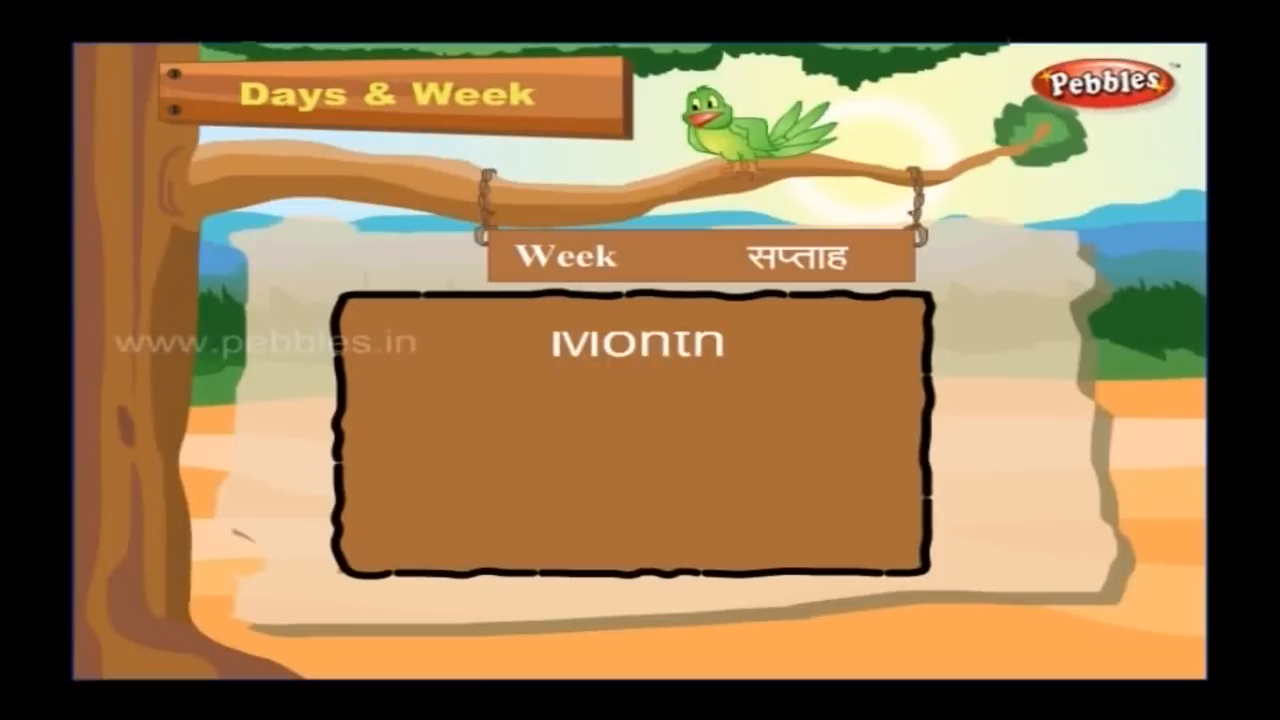 Days & Week
Pebbles
Week सप्ताह
www.pebbles.in
Month